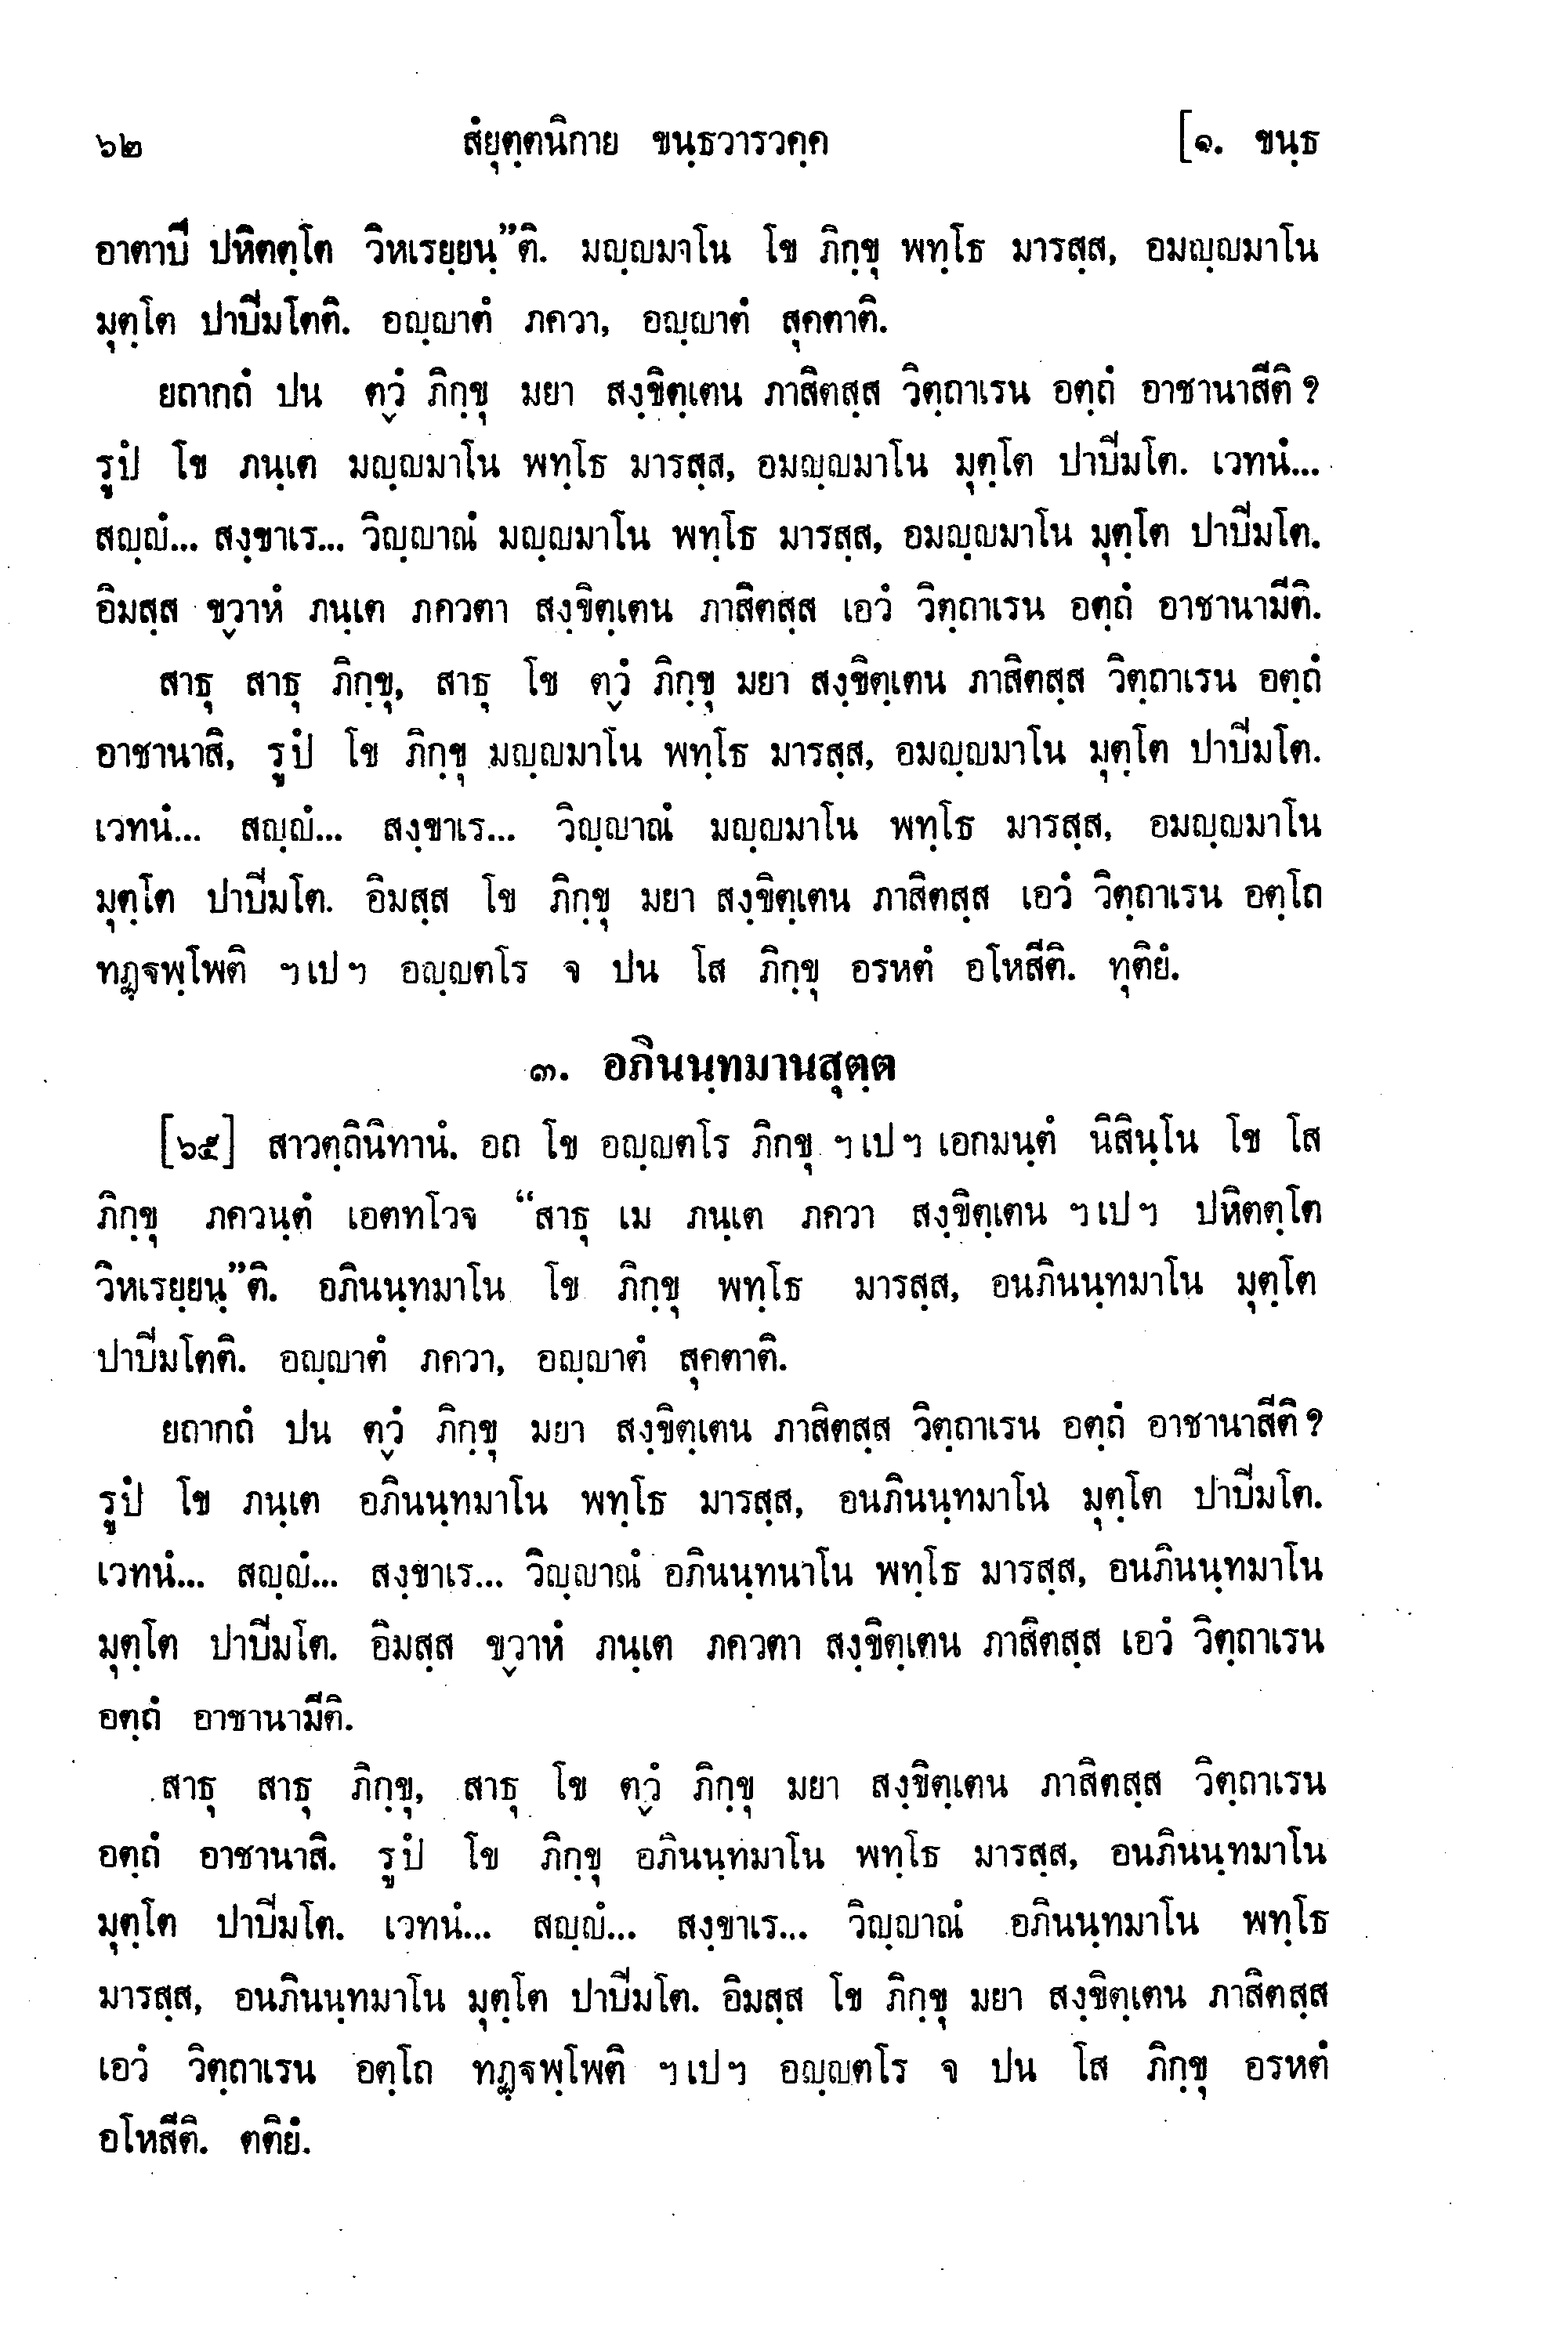 ๖๒ สํยุตฺตนิกาย ขนฺธวารวคฺค [๑. ขนฺธ
อาตาปี ปหิตตฺโต วิหเรยฺยนฺ”ติ. มญฺญมาโน โข ภิกฺขุ พทฺโธ มารสฺส, อมญฺญมาโน
มุตฺโต ปาปิมโตติ. อญฺญาตํ ภควา, อญฺญาตํ สุคตาติ.
ยถากถํ ปน ตฺวํ ภิกฺขุ มยา สงฺขิตฺเตน ภาสิตสฺส วิตฺถาเรน อตฺถํ อาชานาสีติ ?
รูปํ โข ภนฺเต มญฺญมาโน พทฺโธ มารสฺส, อมญฺญมาโน มุตฺโต ปาปิมโต. เวทนํ...
สญฺญํ... สงฺขาเร... วิญฺญาณํ มญฺญมาโน พทฺโธ มารสฺส, อมญฺญมาโน มุตฺโต ปาปิมโต.
อิมสฺส ขฺวาหํ ภนฺเต ภควตา สงฺขิตฺเตน ภาสิตสฺส เอวํ วิตฺถาเรน อตฺถํ อาชานามีติ.
สาธุ สาธุ ภิกฺขุ, สาธุ โข ตฺวํ ภิกฺขุ มยา สงฺขิตฺเตน ภาสิตสฺส วิตฺถาเรน อตฺถํ
อาชานาสิ, รูปํ โข ภิกฺขุ มญฺญมาโน พทฺโธ มารสฺส, อมญฺญมาโน มุตฺโต ปาปิมโต.
เวทนํ... สญฺญํ... สงฺขาเร... วิญฺญาณํ มญฺญมาโน พทฺโธ มารสฺส, อมญฺญมาโน
มุตฺโต ปาปิมโต. อิมสฺส โข ภิกฺขุ มยา สงฺขิตฺเตน ภาสิตสฺส เอวํ วิตฺถาเรน อตฺโถ
ทฏฺฐพฺโพติ ฯเปฯ อญฺญตโร จ ปน โส ภิกฺขุ อรหตํ อโหสีติ. ทุติยํ.
๓. อภินนฺทมานสุตฺต
[๖๕] สาวตฺถินิทานํ. อถ โข อญฺญตโร ภิกฺขุ ฯเปฯ เอกมนฺตํ นิสินฺโน โข โส
ภิกฺขุ ภควนฺตํ เอตทโวจ “สาธุ เม ภนฺเต ภควา สงฺขิตฺเตน ฯเปฯ ปหิตตฺโต
วิหเรยฺยนฺ”ติ. อภินนฺทมาโน โข ภิกฺขุ พทฺโธ มารสฺส, อนภินนฺทมาโน มุตฺโต
ปาปิมโตติ. อญฺญาตํ ภควา, อญฺญาตํ สุคตาติ.
ยถากถํ ปน ตฺวํ ภิกฺขุ มยา สงฺขิตฺเตน ภาสิตสฺส วิตฺถาเรน อตฺถํ อาชานาสีติ ?
รูปํ โข ภนฺเต อภินนฺทมาโน พทฺโธ มารสฺส, อนภินนฺทมาโน มุตฺโต ปาปิมโต.
เวทนํ... สญฺญํ... สงฺขาเร... วิญฺญาณํ อภินนฺทนาโน พทฺโธ มารสฺส, อนภินนฺทมาโน
มุตฺโต ปาปิมโต. อิมสฺส ขฺวาหํ ภนฺเต ภควตา สงฺขิตฺเตน ภาสิตสฺส เอวํ วิตฺถาเรน
อตฺถํ อาชานามีติ.
สาธุ สาธุ ภิกฺขุ, สาธุ โข ตฺวํ ภิกฺขุ มยา สงฺขิตฺเตน ภาสิตสฺส วิตฺถาเรน
อตฺถํ อาชานาสิ. รูปํ โข ภิกฺขุ อภินนฺทมาโน พทฺโธ มารสฺส, อนภินนฺทมาโน
มุตฺโต ปาปิมโต. เวทนํ... สญฺญํ... สงฺขาเร... วิญฺญาณํ อภินนฺทมาโน พทฺโธ
มารสฺส, อนภินนฺทมาโน มุตฺโต ปาปิมโต. อิมสฺส โข ภิกฺขุ มยา สงฺขิตฺเตน ภาสิตสฺส
เอวํ วิตฺถาเรน อตฺโถ ทฏฺฐพฺโพติ ฯเปฯ อญฺญตโร จ ปน โส ภิกฺขุ อรหตํ
อโหสีติ. ตติยํ.